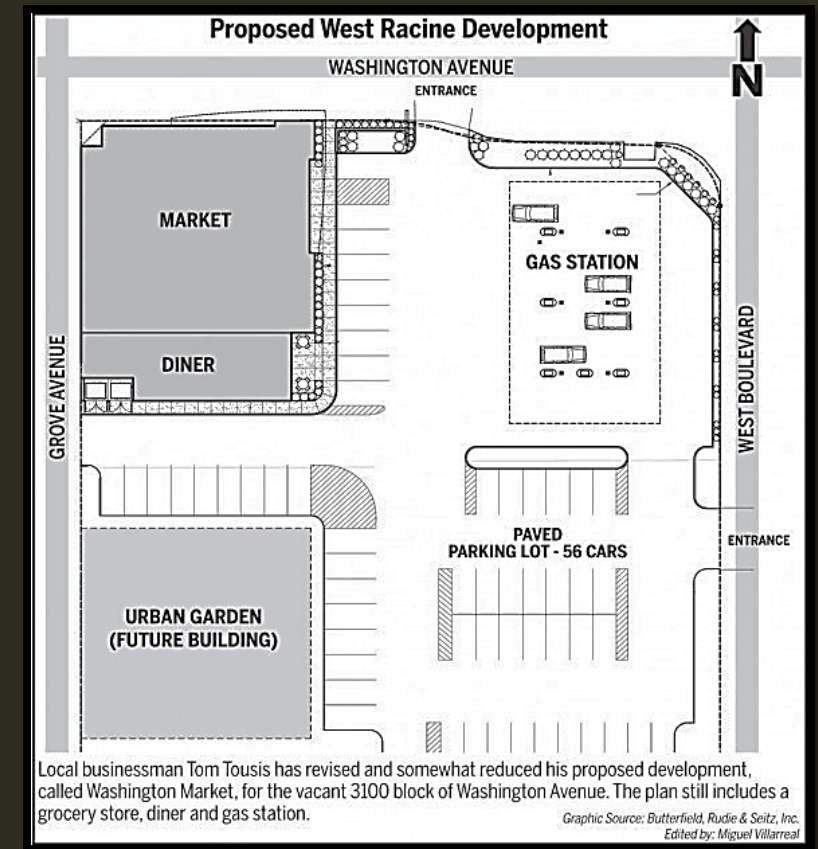 Proposed West Racine Development
WASHINGTON AVENUE
N
ENTRANCE
MARKET
GAS STATION
DINER
GROVE AVENUE
WEST BOULEVARD
PAVED
PARKING LOT - 56 CARS
ENTRANCE
URBAN GARDEN
(FUTURE BUILDING)
Local businessman Tom Tousis has revised and somewhat reduced his proposed development,
called Washington Market, for the vacant 3100 block of Washington Avenue. The plan still includes a
grocery store, diner and gas station.
Graphic Source: Butterfield, Rudie & Seitz, Inc.
Edited by: Miguel Villarreal